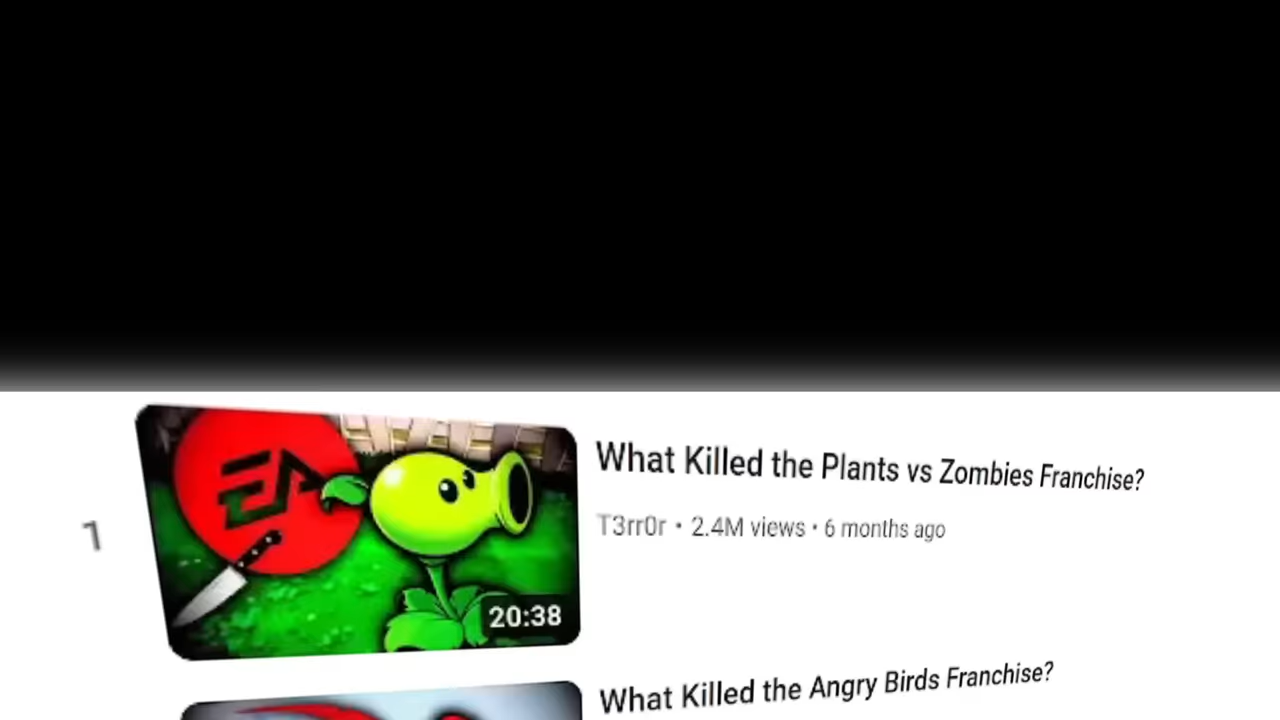 EA
1
What Killed the Plants vs Zombies Franchise?
T3rr0r • 2.4M views • 6 months ago
20:38
What Killed the Angry Birds Franchise?